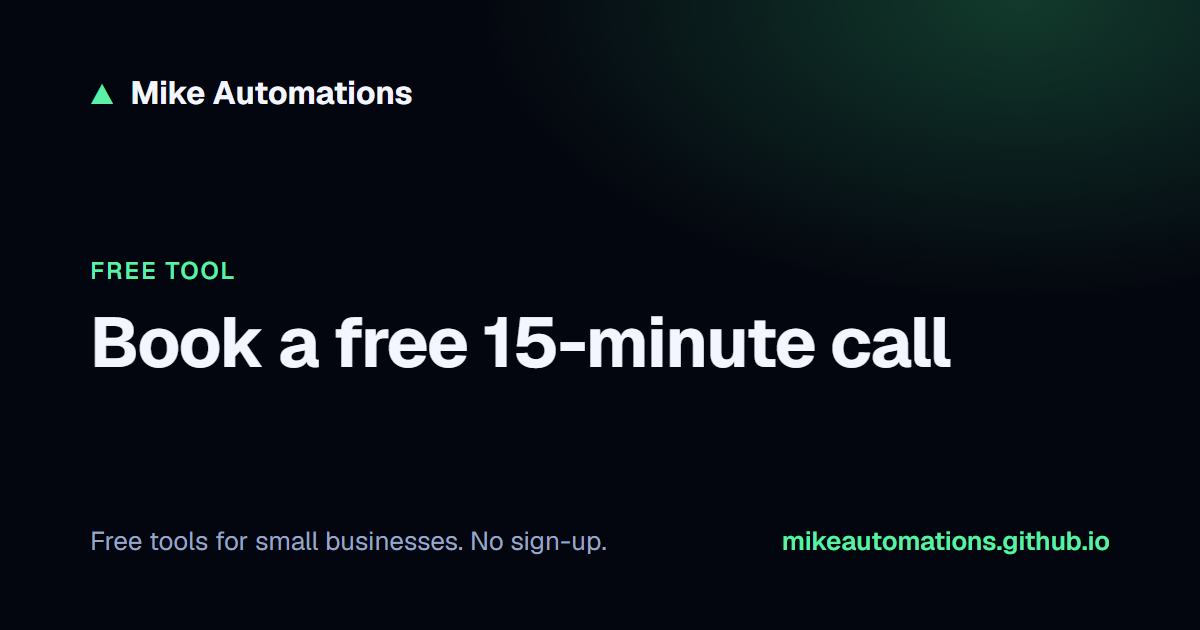 Mike Automations
FREE TOOL
Book a free 15-minute call
Free tools for small businesses. No sign-up.
mikeautomations.github.io